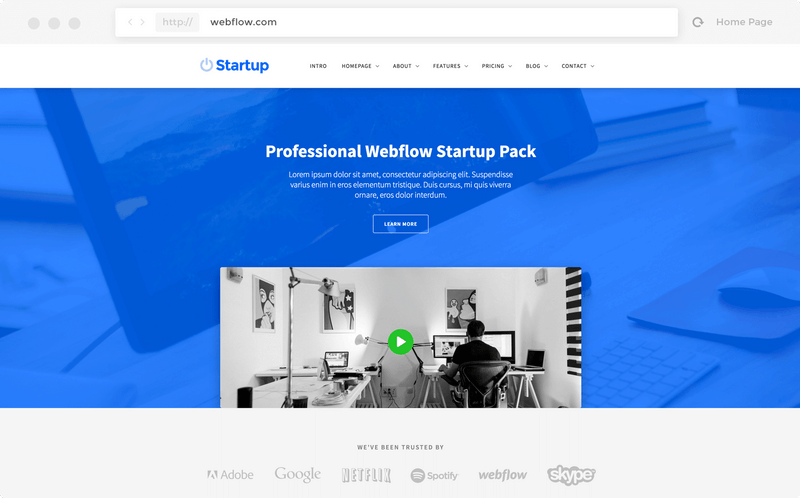 http:// webflow.com Home Page
Startup INTRO HOMEPAGE ABOUT FEATURES PRICING BLOG CONTACT
Professional Webflow Startup Pack
Lorem ipsum dolor sit amet, consectetur adipiscing elit. Suspendisse
varius enim in eros elementum tristique. Duis cursus, mi quis viverra
ornare, eros dolor interdum.
LEARN MORE
WE'VE BEEN TRUSTED BY
Adobe Google NETFLIX Spotify webflow skype